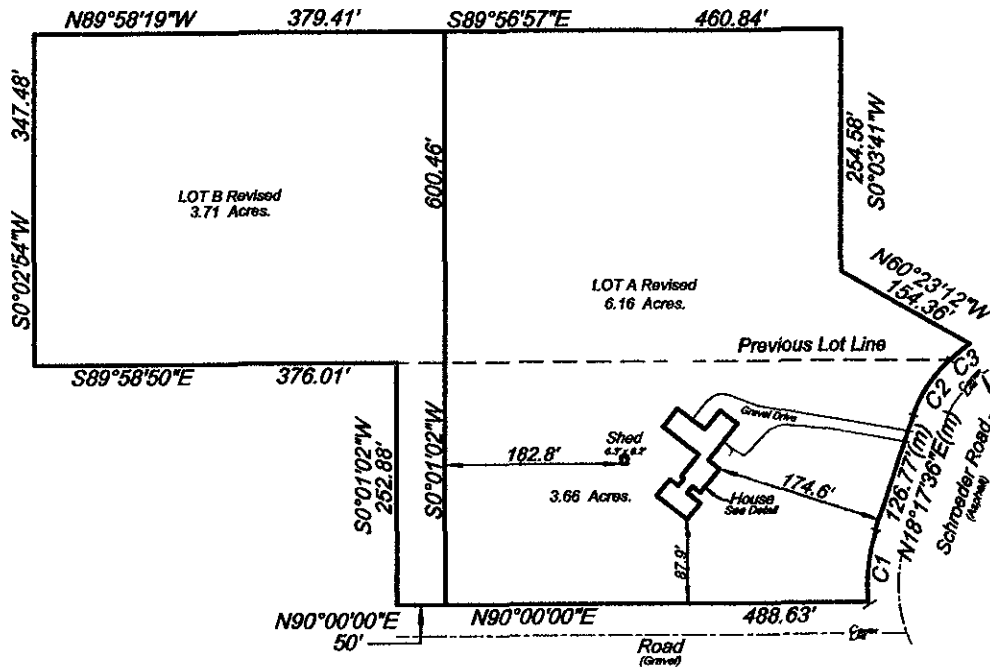 N89°58'19"W 379.41' S89°56'57"E 460.84'
347.48'
S0°02'54"W
LOT B Revised
3.71 Acres.
600.46'
S0°01'02"W
254.58'
S0°03'41"W
LOT A Revised
6.16 Acres.
N60°23'12"W
154.36'
Previous Lot Line
S89°58'50"E 376.01'
C3
C2
Gravel Drive
S0°01'02"W
252.88'
Shed
182.8'
3.66 Acres.
House
See Detail
174.6'
126.77'(m)
N18°17'36"E(m)
Schroeder Road
(Asphalt)
87.9'
C1
N90°00'00"E
50'
N90°00'00"E 488.63'
Road
(Gravel)